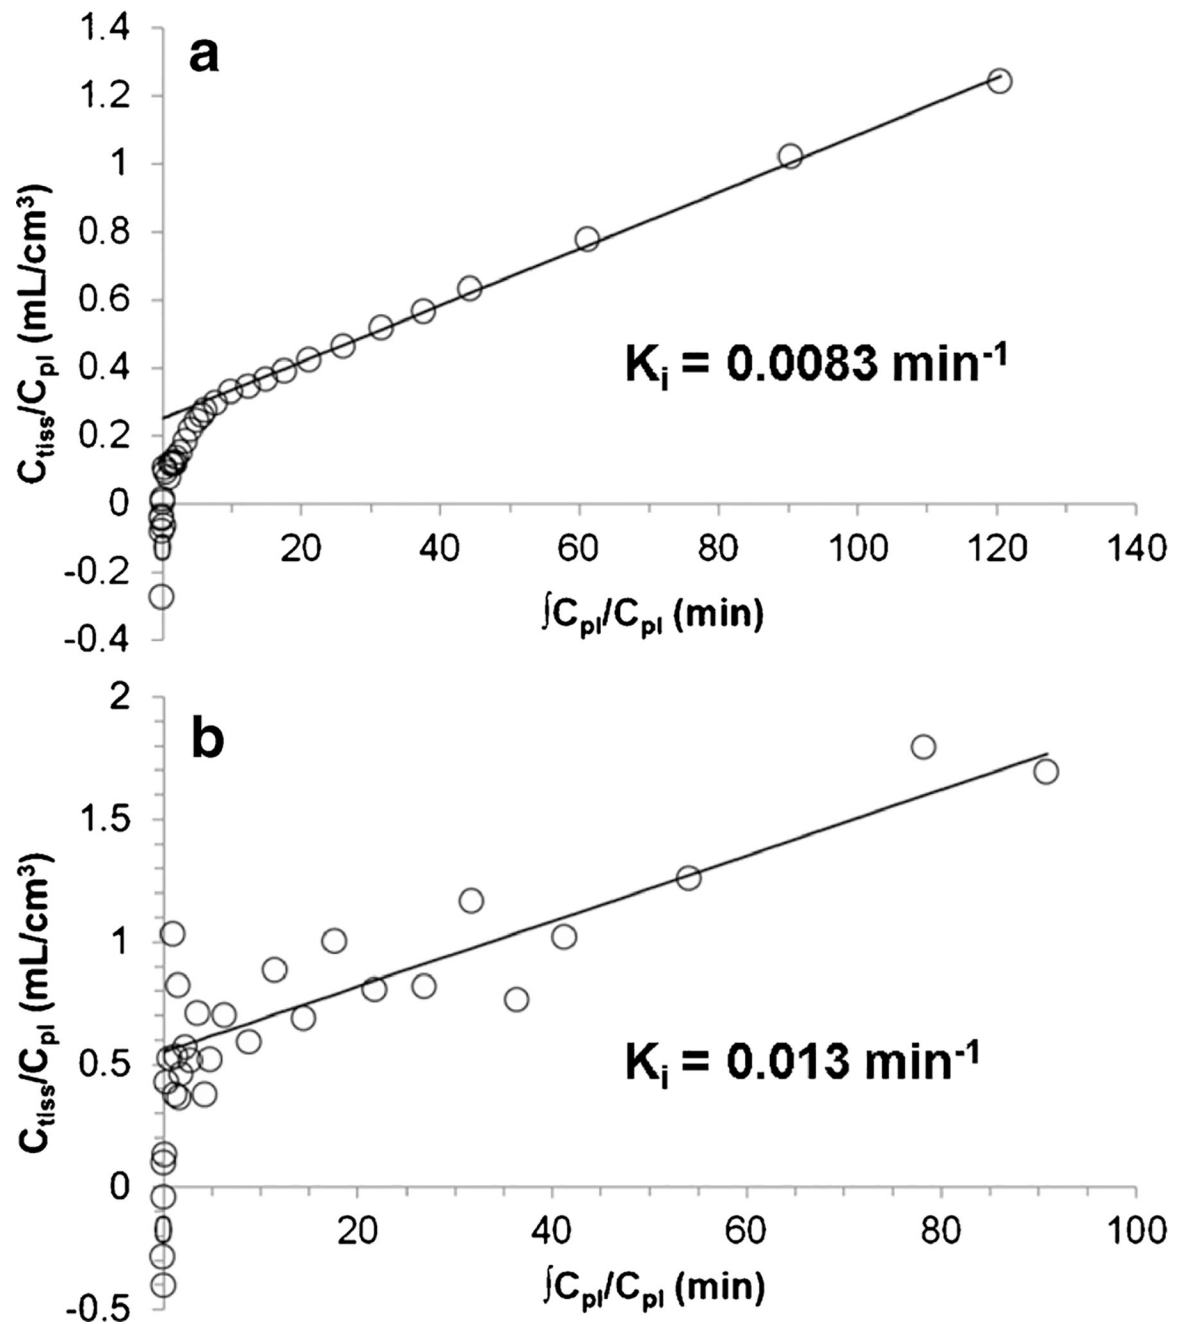 a
1.4
1.2
1
0.8
0.6
0.4
0.2
0
-0.2
-0.4
Ctiss/Cpl (mL/cm³)
Ki = 0.0083 min⁻¹
20 40 60 80 100 120 140
0
∫Cpl/Cpl (min)
b
2
1.5
1
0.5
0
-0.5
Ctiss/Cpl (mL/cm³)
Ki = 0.013 min⁻¹
0 20 40 60 80 100
∫Cpl/Cpl (min)